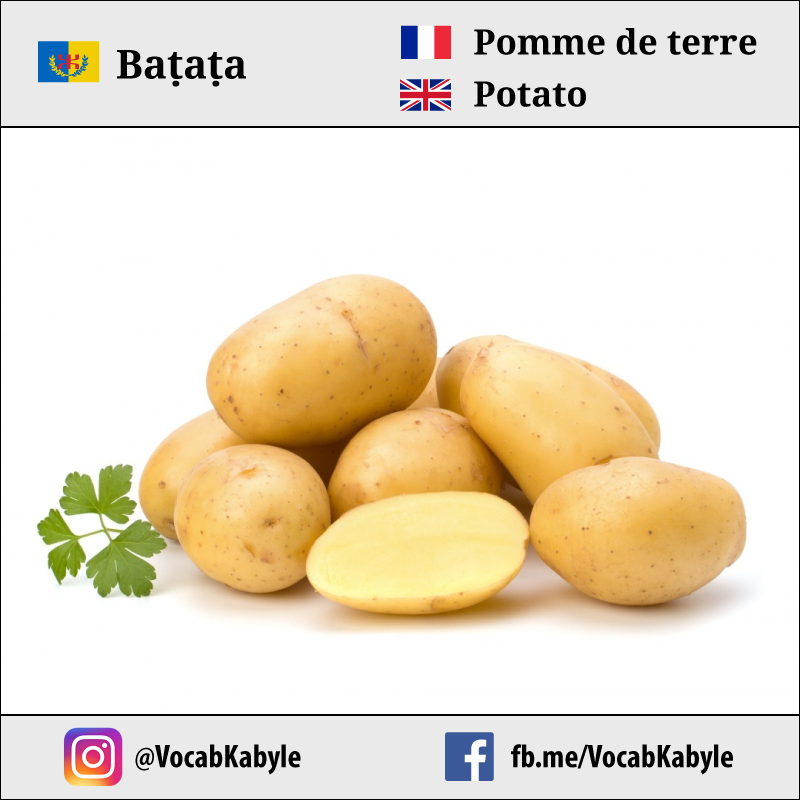 Baṭaṭa
Pomme de terre
Potato
@VocabKabyle
fb.me/VocabKabyle